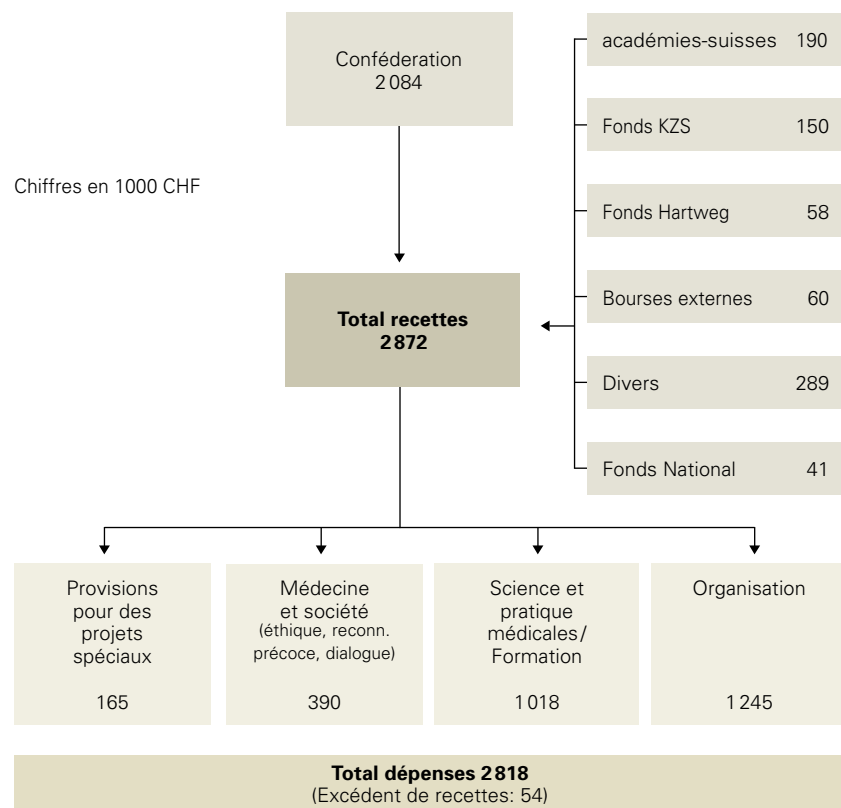 Conféderation
2 084
académies-suisses 190
Fonds KZS 150
Chiffres en 1000 CHF
Fonds Hartweg 58
Total recettes
2 872
Bourses externes 60
Divers 289
Fonds National 41
Provisions
pour des
projets
spéciaux
165
Médecine
et société
(éthique, reconn.
précoce, dialogue)
390
Science et
pratique
médicales/
Formation
1 018
Organisation
1 245
Total dépenses 2 818
(Excédent de recettes: 54)